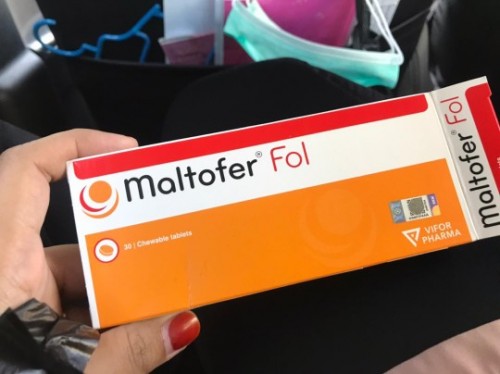 Maltofer® Fol
30 | Chewable tablets
VIFOR
PHARMA
Maltofer® Fol